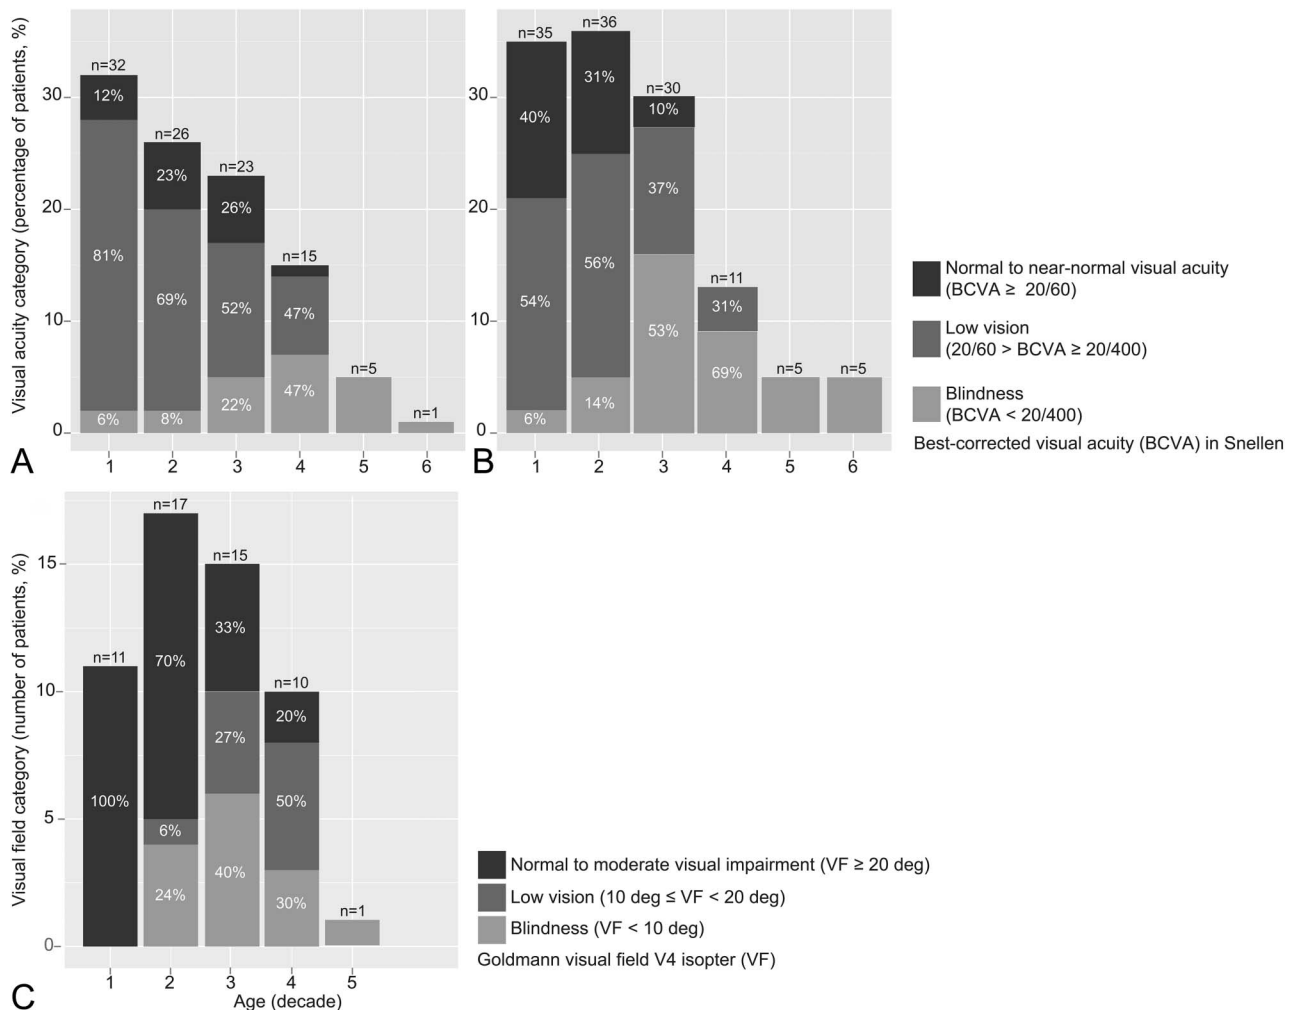 Visual acuity category (percentage of patients, %)
30
20
10
0
n=32
12%
81%
6%
n=26
23%
69%
8%
n=23
26%
52%
22%
n=15
47%
47%
n=5
n=1
1 2 3 4 5 6
A
30
20
10
0
n=35
40%
54%
6%
n=36
31%
56%
14%
n=30
10%
37%
53%
n=11
31%
69%
n=5
n=5
1 2 3 4 5 6
B
Normal to near-normal visual acuity
(BCVA ≥ 20/60)
Low vision
(20/60 > BCVA ≥ 20/400)
Blindness
(BCVA < 20/400)
Best-corrected visual acuity (BCVA) in Snellen
Visual field category (number of patients, %)
15
10
5
0
n=11
100%
n=17
70%
6%
24%
n=15
33%
27%
40%
n=10
20%
50%
30%
n=1
1 2 3 4 5
Age (decade)
C
Normal to moderate visual impairment (VF ≥ 20 deg)
Low vision (10 deg ≤ VF < 20 deg)
Blindness (VF < 10 deg)
Goldmann visual field V4 isopter (VF)